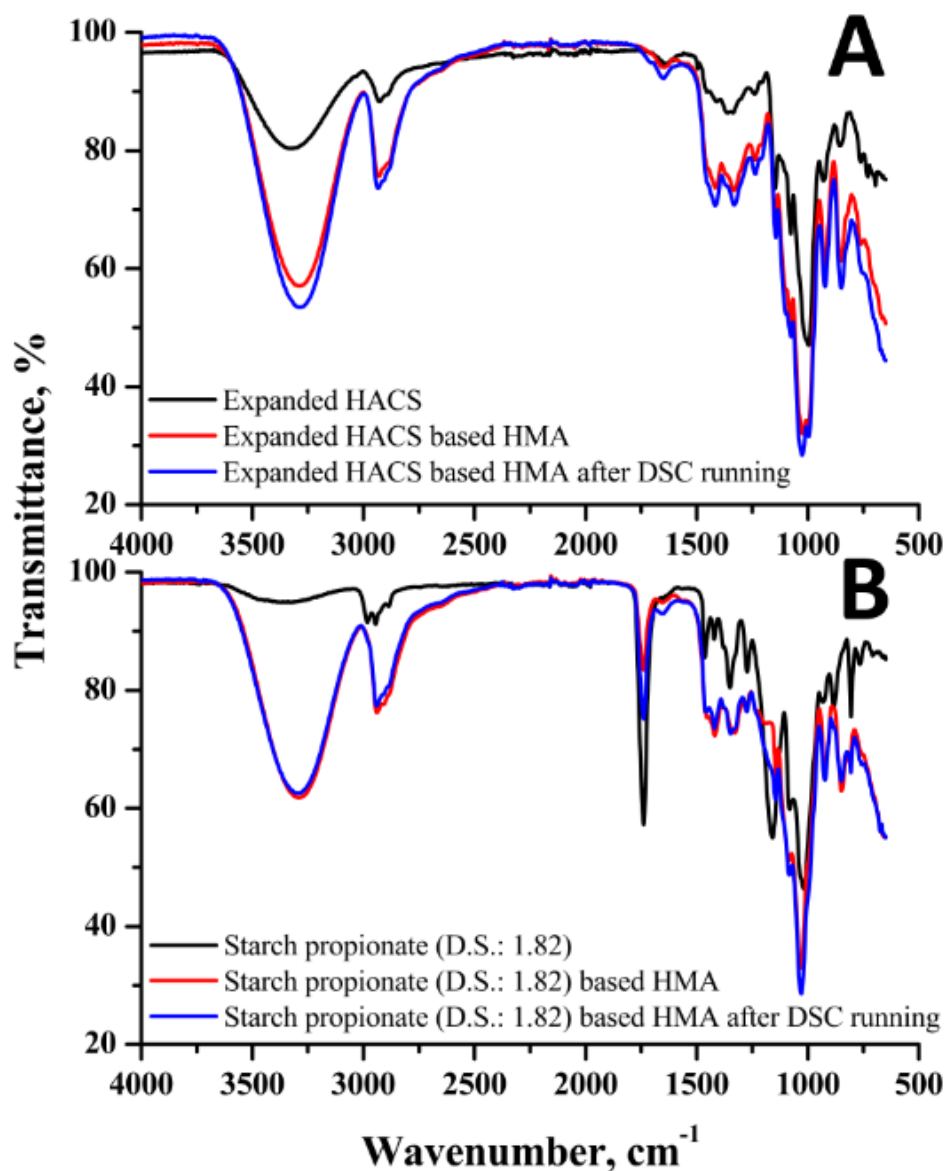 A
100
80
60
40
20
Expanded HACS
Expanded HACS based HMA
Expanded HACS based HMA after DSC running
4000 3500 3000 2500 2000 1500 1000 500
Transmittance, %
B
100
80
60
40
20
Starch propionate (D.S.: 1.82)
Starch propionate (D.S.: 1.82) based HMA
Starch propionate (D.S.: 1.82) based HMA after DSC running
4000 3500 3000 2500 2000 1500 1000 500
Wavenumber, cm⁻¹